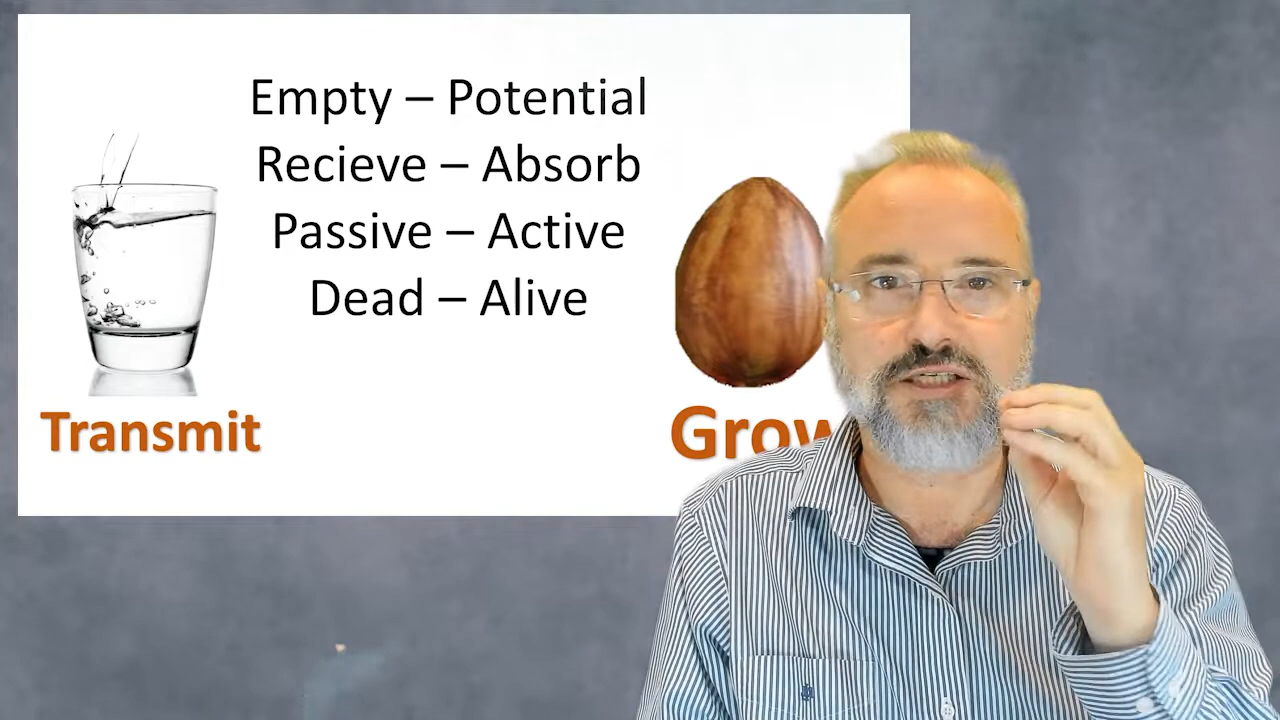 Empty – Potential
Recieve – Absorb
Passive – Active
Dead – Alive
Transmit
Grow